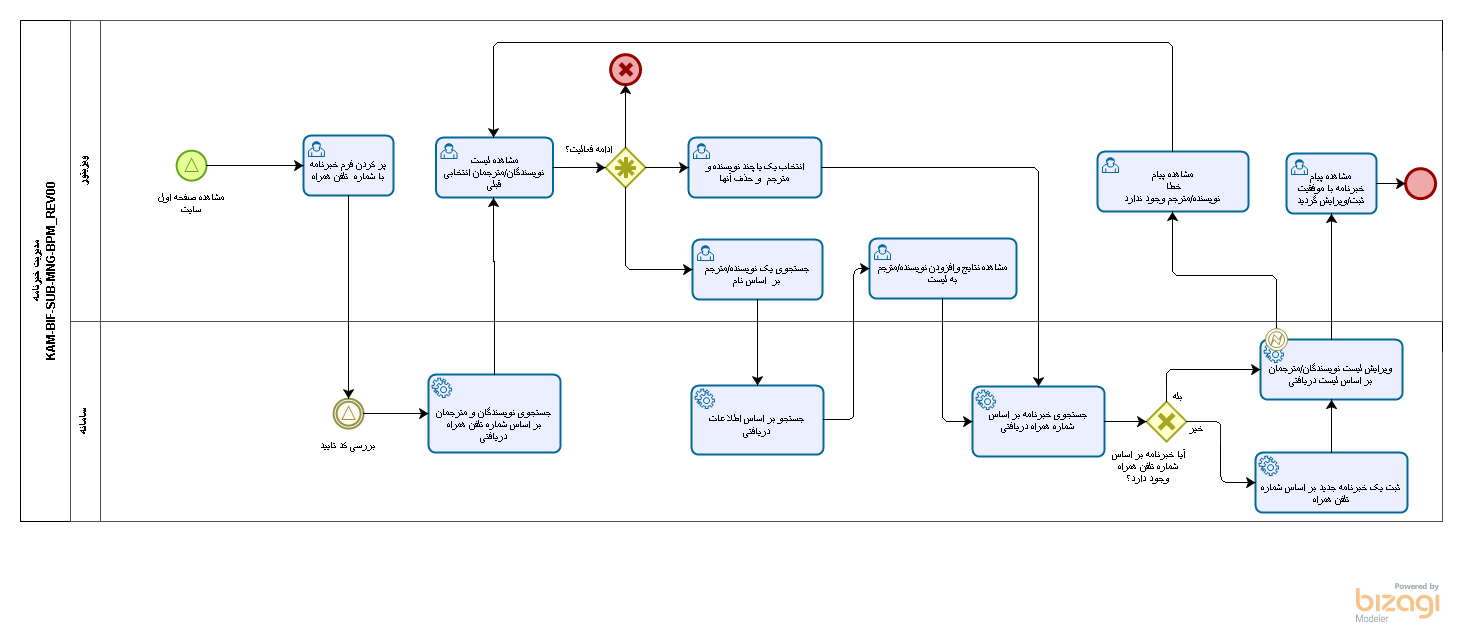 مدیریت خبرنامه
KAM-BIF-SUB-MNG-BPM_REV00
ویزیتور
سامانه
مشاهده صفحه اول
سایت
پر کردن فرم خبرنامه
با شماره تلفن همراه
بررسی کد تایید
جستجوی نویسندگان و مترجمان
بر اساس شماره تلفن همراه
دریافتی
مشاهده لیست
نویسندگان/مترجمان انتخابی
قبلی
ادامه فعالیت؟
انتخاب یک یا چند نویسنده و
مترجم و حذف آنها
جستجوی یک نویسنده/مترجم
بر اساس نام
جستجو بر اساس اطلاعات
دریافتی
مشاهده نتایج و افزودن نویسنده/مترجم
به لیست
جستجوی خبرنامه بر اساس
شماره همراه دریافتی
آیا خبرنامه بر اساس
شماره تلفن همراه
وجود دارد؟
بله
خیر
ثبت یک خبرنامه جدید بر اساس شماره
تلفن همراه
ویرایش لیست نویسندگان/مترجمان
بر اساس لیست دریافتی
مشاهده پیام
خطا
نویسنده/مترجم وجود ندارد
مشاهده پیام
خبرنامه با موفقیت
ثبت/ویرایش گردید
Powered by
bizagi
Modeler